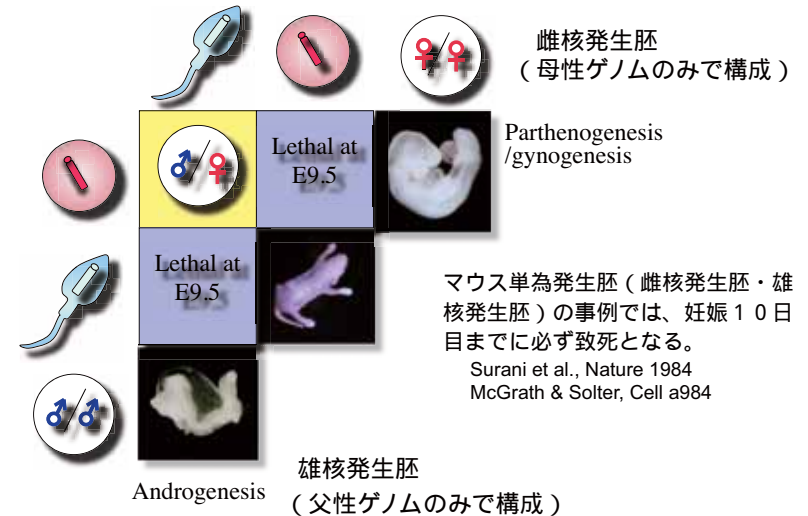 雌核発生胚
（母性ゲノムのみで構成）
♀/♀
Parthenogenesis
/gynogenesis
♂/♀
Lethal at
E9.5
Lethal at
E9.5
マウス単為発生胚（雌核発生胚・雄
核発生胚）の事例では、妊娠１０日
目までに必ず致死となる。
Surani et al., Nature 1984
McGrath & Solter, Cell a984
♂/♂
Androgenesis
雄核発生胚
（父性ゲノムのみで構成）